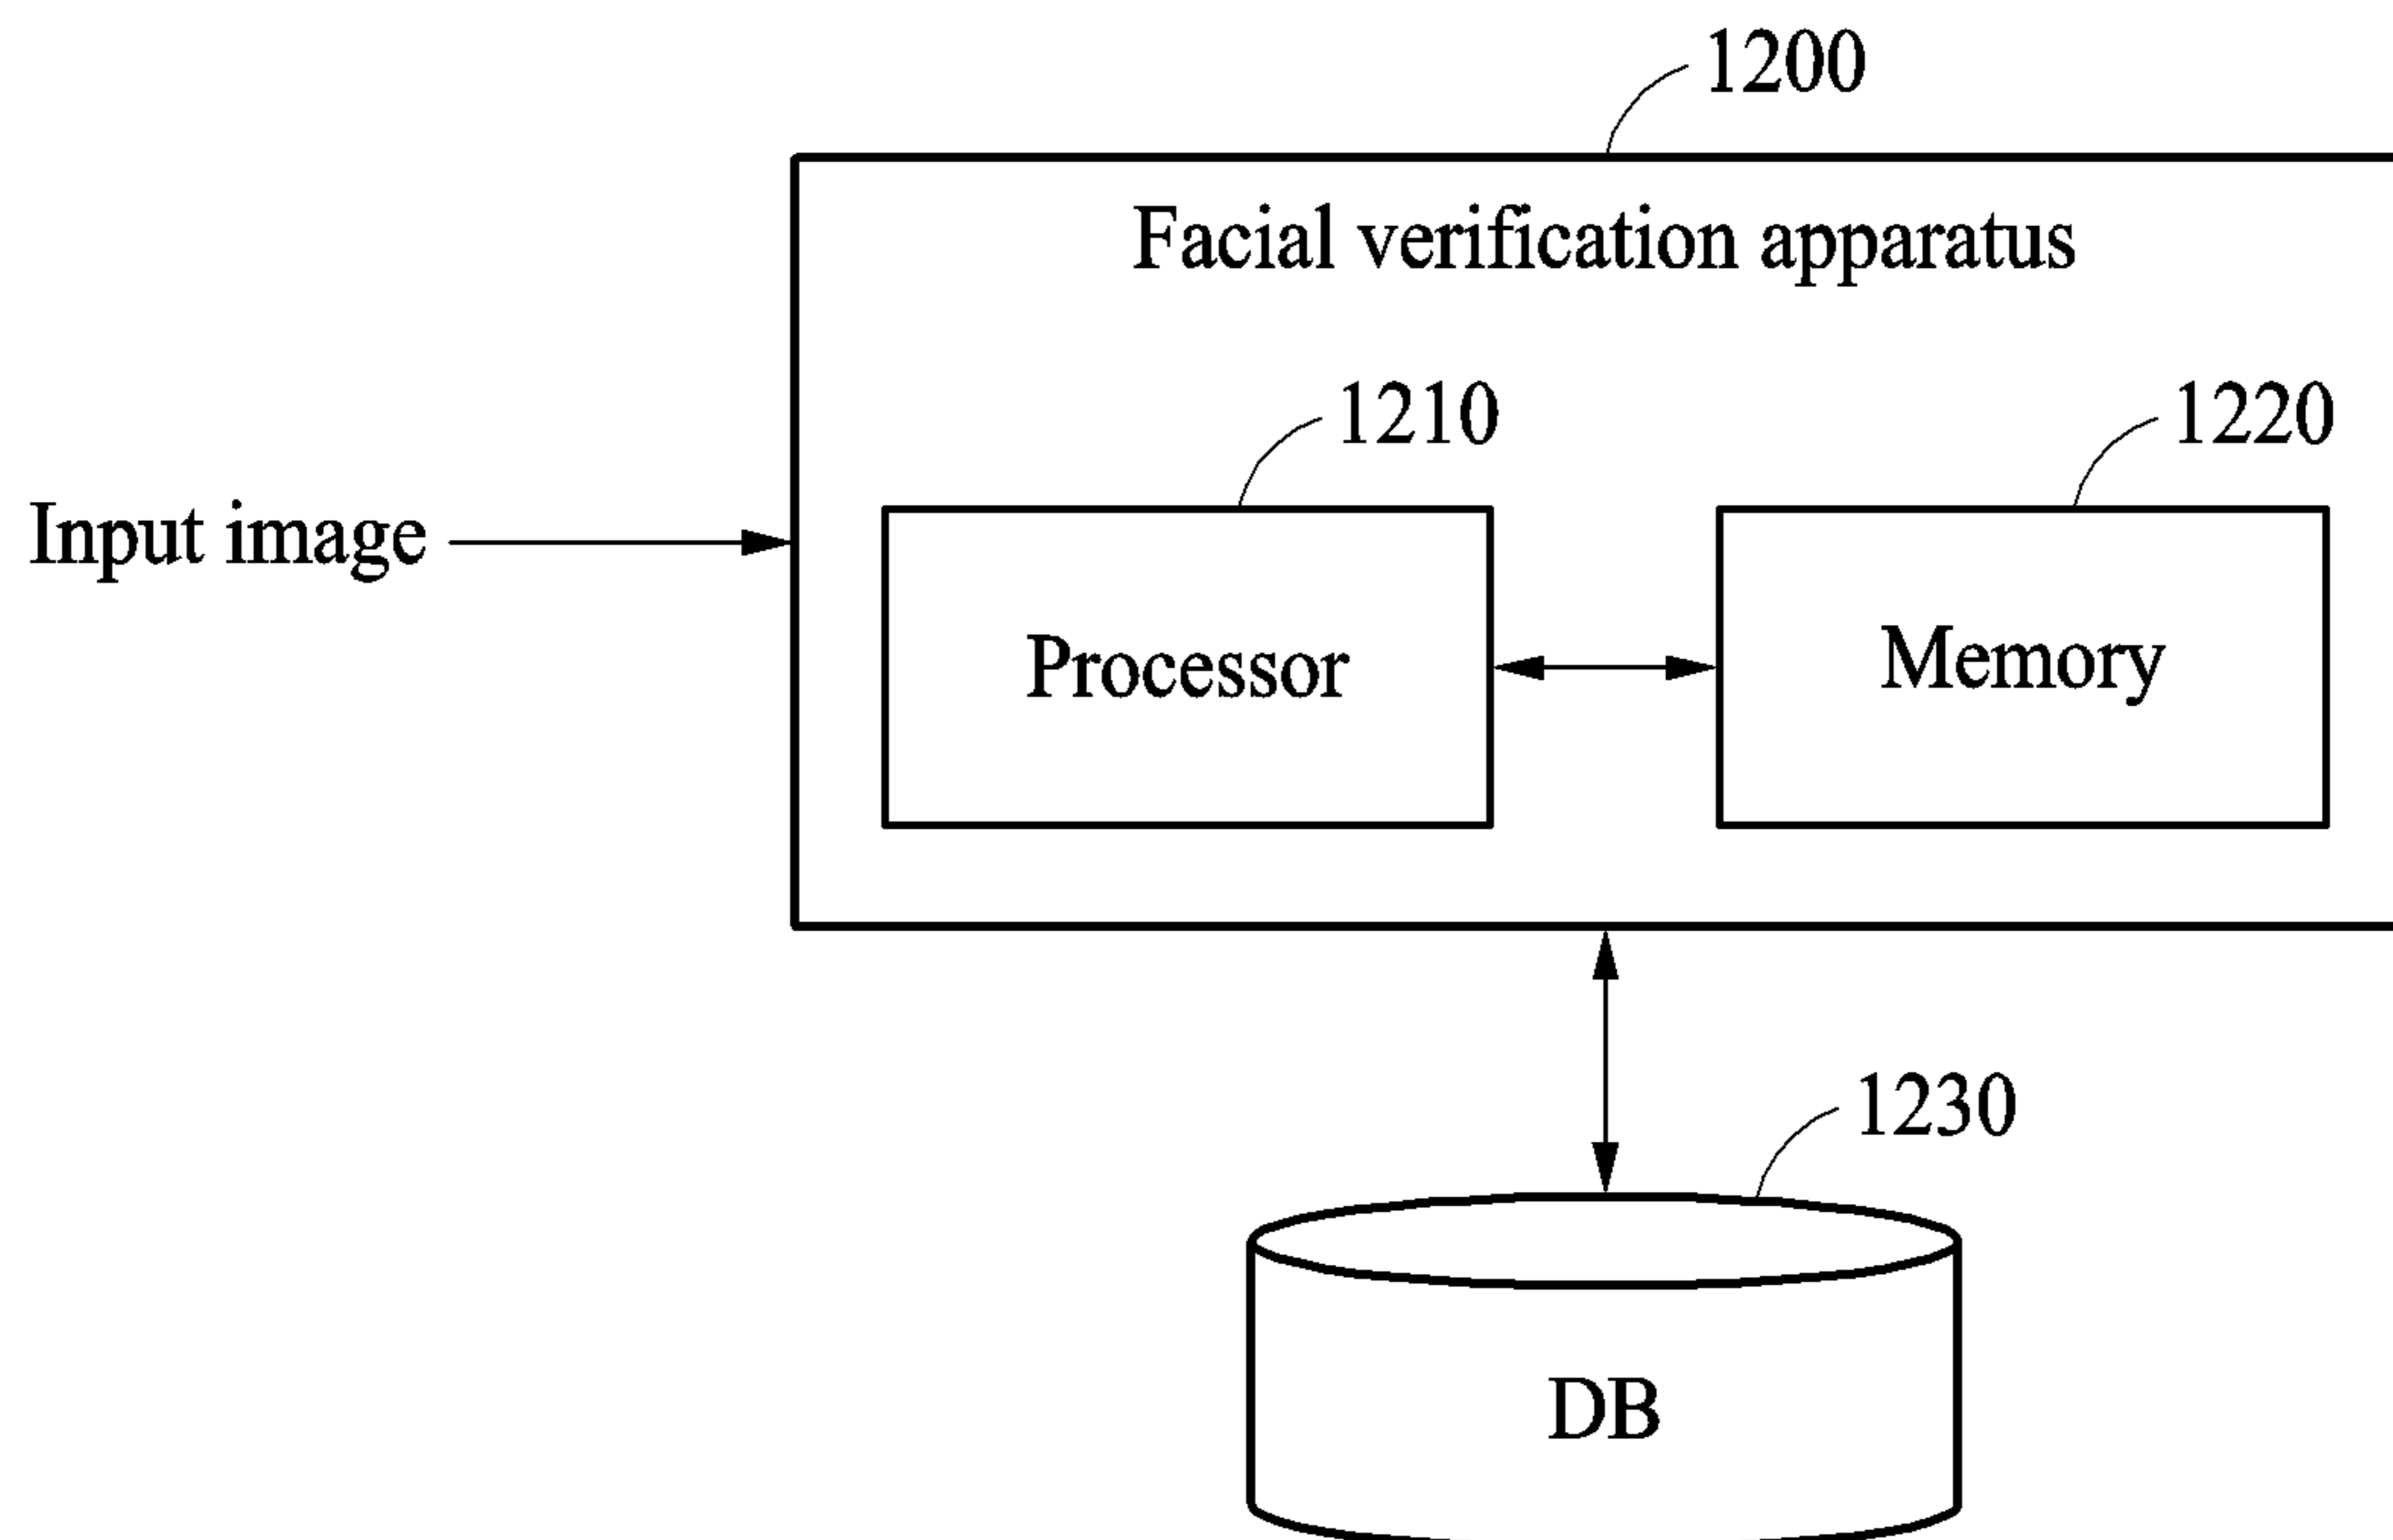 1200
Facial verification apparatus
1210
1220
Input image
Processor
Memory
1230
DB